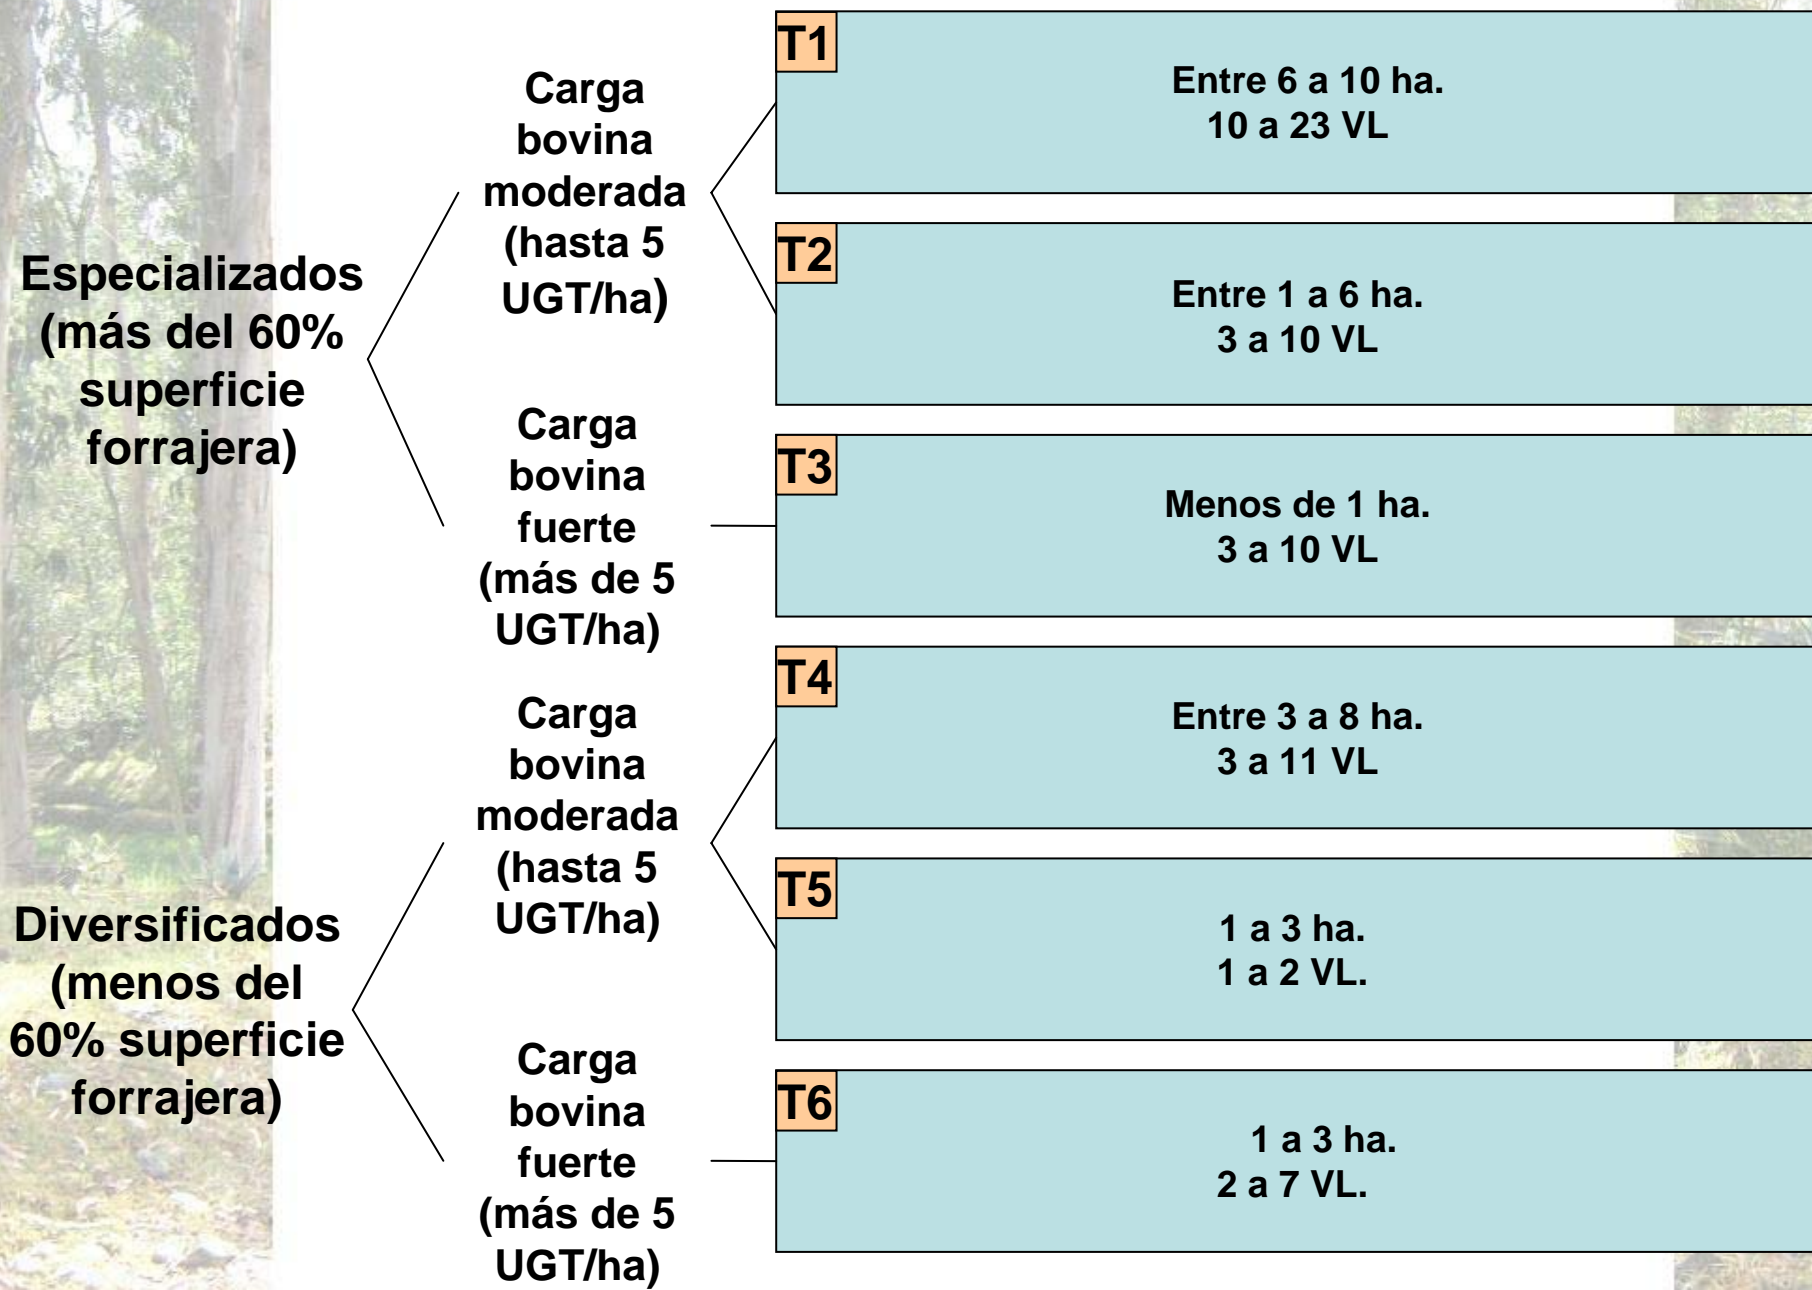 Especializados
(más del 60%
superficie
forrajera)
Carga
bovina
moderada
(hasta 5
UGT/ha)
T1
Entre 6 a 10 ha.
10 a 23 VL
T2
Entre 1 a 6 ha.
3 a 10 VL
Carga
bovina
fuerte
(más de 5
UGT/ha)
T3
Menos de 1 ha.
3 a 10 VL
Diversificados
(menos del
60% superficie
forrajera)
Carga
bovina
moderada
(hasta 5
UGT/ha)
T4
Entre 3 a 8 ha.
3 a 11 VL
T5
1 a 3 ha.
1 a 2 VL.
Carga
bovina
fuerte
(más de 5
UGT/ha)
T6
1 a 3 ha.
2 a 7 VL.